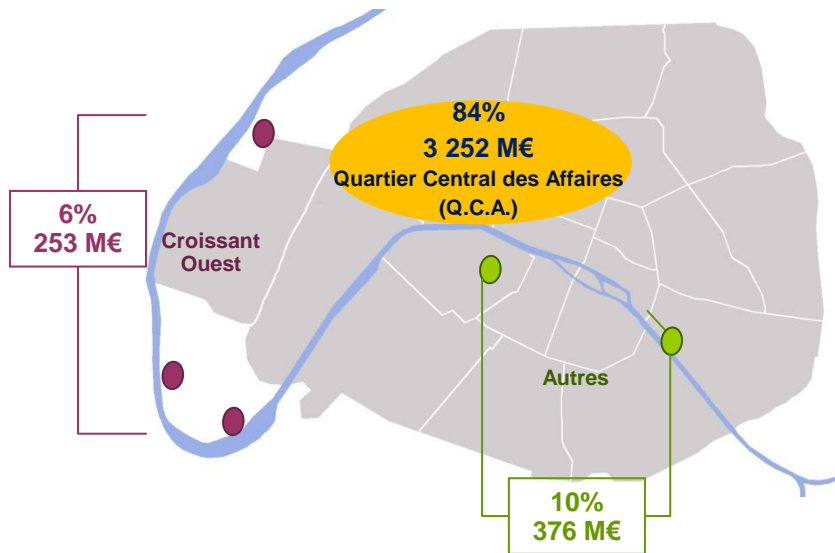 84%
3 252 M€
Quartier Central des Affaires
(Q.C.A.)
6%
253 M€
Croissant
Ouest
Autres
10%
376 M€